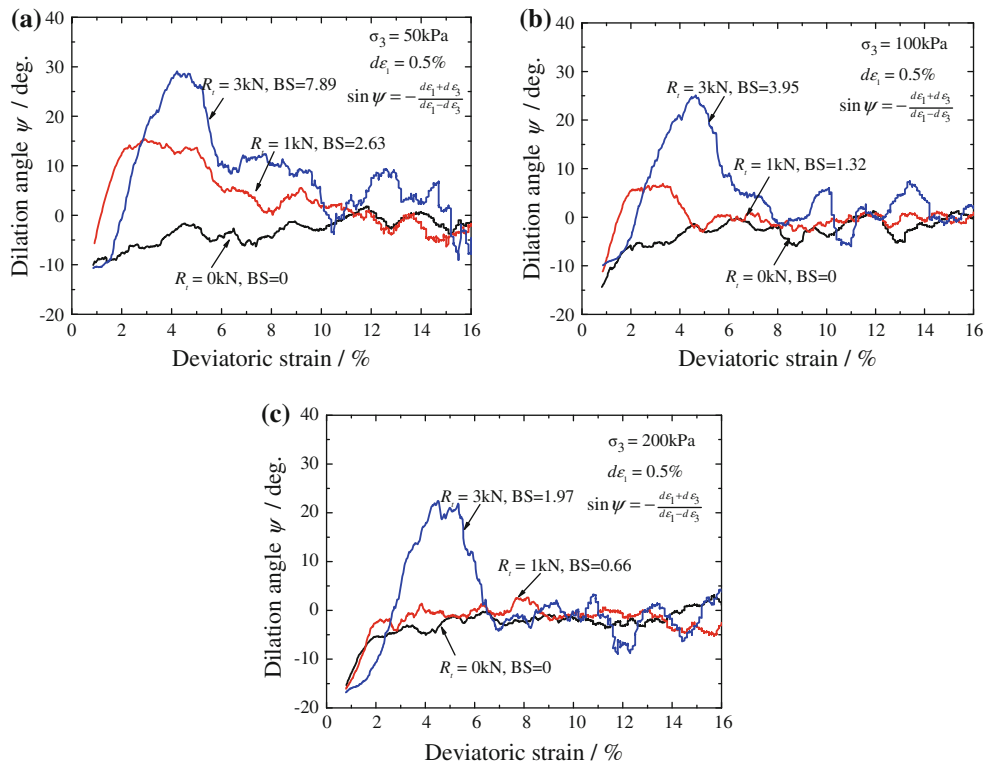 (a)
40
30
20
10
0
-10
-20
0
2
4
6
8
10
12
14
16
Dilation angle ψ / deg.
Deviatoric strain / %
σ₃ = 50kPa
dε₁ = 0.5%
sin ψ = −(dε₁+dε₃)/(dε₁−dε₃)
Rₜ = 3kN, BS=7.89
Rₜ = 1kN, BS=2.63
Rₜ = 0kN, BS=0
(b)
40
30
20
10
0
-10
-20
0
2
4
6
8
10
12
14
16
Dilation angle ψ / deg.
Deviatoric strain / %
σ₃ = 100kPa
dε₁ = 0.5%
sin ψ = −(dε₁+dε₃)/(dε₁−dε₃)
Rₜ = 3kN, BS=3.95
Rₜ = 1kN, BS=1.32
Rₜ = 0kN, BS=0
(c)
40
30
20
10
0
-10
-20
0
2
4
6
8
10
12
14
16
Dilation angle ψ / deg.
Deviatoric strain / %
σ₃ = 200kPa
dε₁ = 0.5%
sin ψ = −(dε₁+dε₃)/(dε₁−dε₃)
Rₜ = 3kN, BS=1.97
Rₜ = 1kN, BS=0.66
Rₜ = 0kN, BS=0